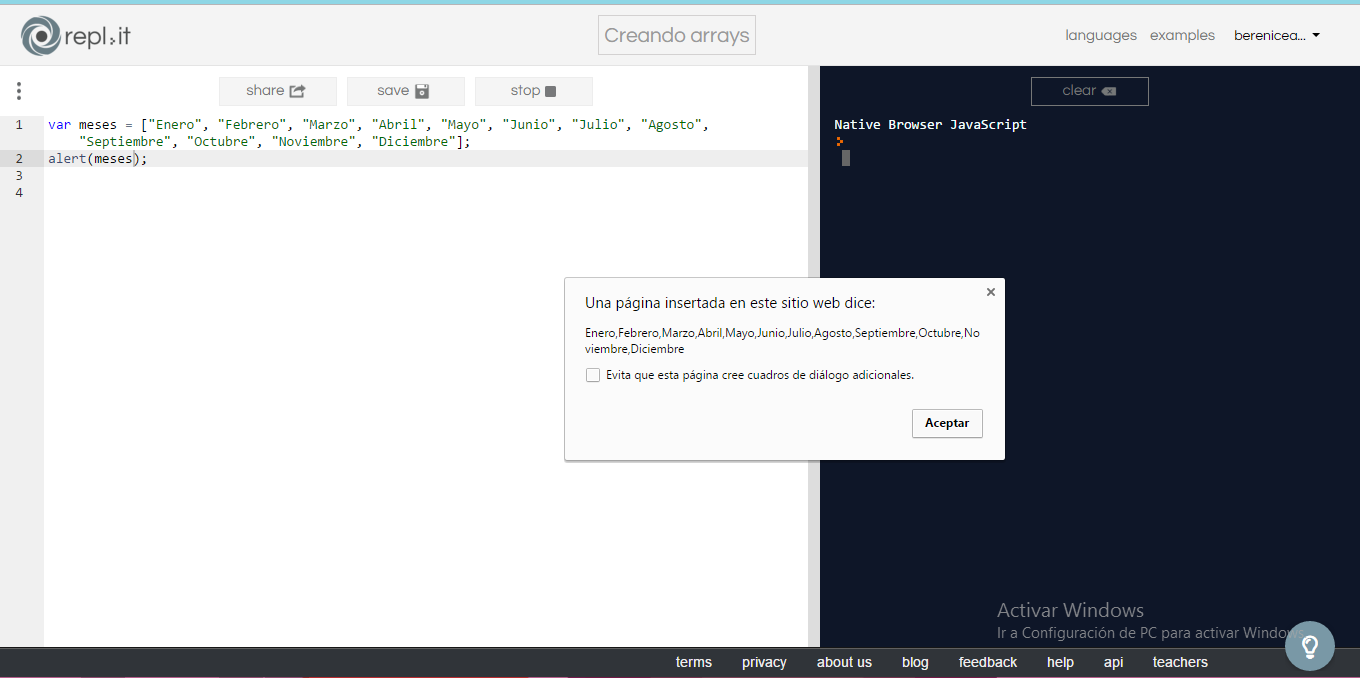 repl.it
Creando arrays
languages examples berenicea...
share save stop
clear
1 var meses = ["Enero", "Febrero", "Marzo", "Abril", "Mayo", "Junio", "Julio", "Agosto",
"Septiembre", "Octubre", "Noviembre", "Diciembre"];
2 alert(meses);
3
4
Native Browser JavaScript
Una página insertada en este sitio web dice:
Enero,Febrero,Marzo,Abril,Mayo,Junio,Julio,Agosto,Septiembre,Octubre,No
viembre,Diciembre
Evita que esta página cree cuadros de diálogo adicionales.
Aceptar
Activar Windows
Ir a Configuración de PC para activar Windows
terms privacy about us blog feedback help api teachers